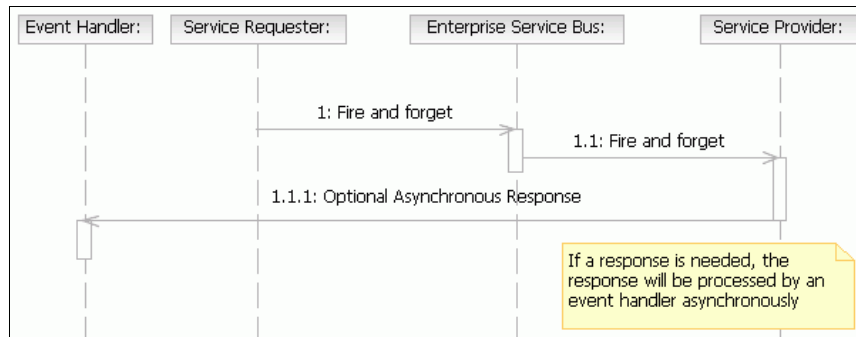 Event Handler:
Service Requester:
Enterprise Service Bus:
Service Provider:
1: Fire and forget
1.1: Fire and forget
1.1.1: Optional Asynchronous Response
If a response is needed, the
response will be processed by an
event handler asynchronously